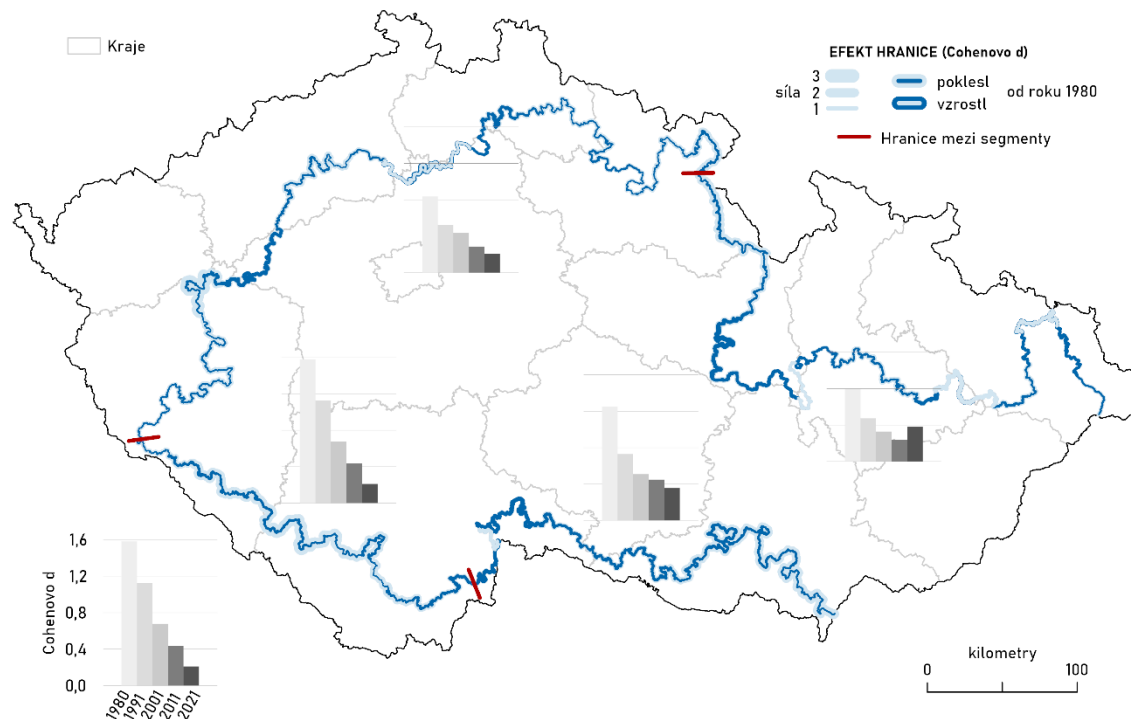 Kraje
EFEKT HRANICE (Cohenovo d)
síla
3
2
1
poklesl
vzrostl
od roku 1980
Hranice mezi segmenty
Cohenovo d
1,6
1,2
0,8
0,4
0,0
1980
1991
2001
2011
2021
kilometry
0
100